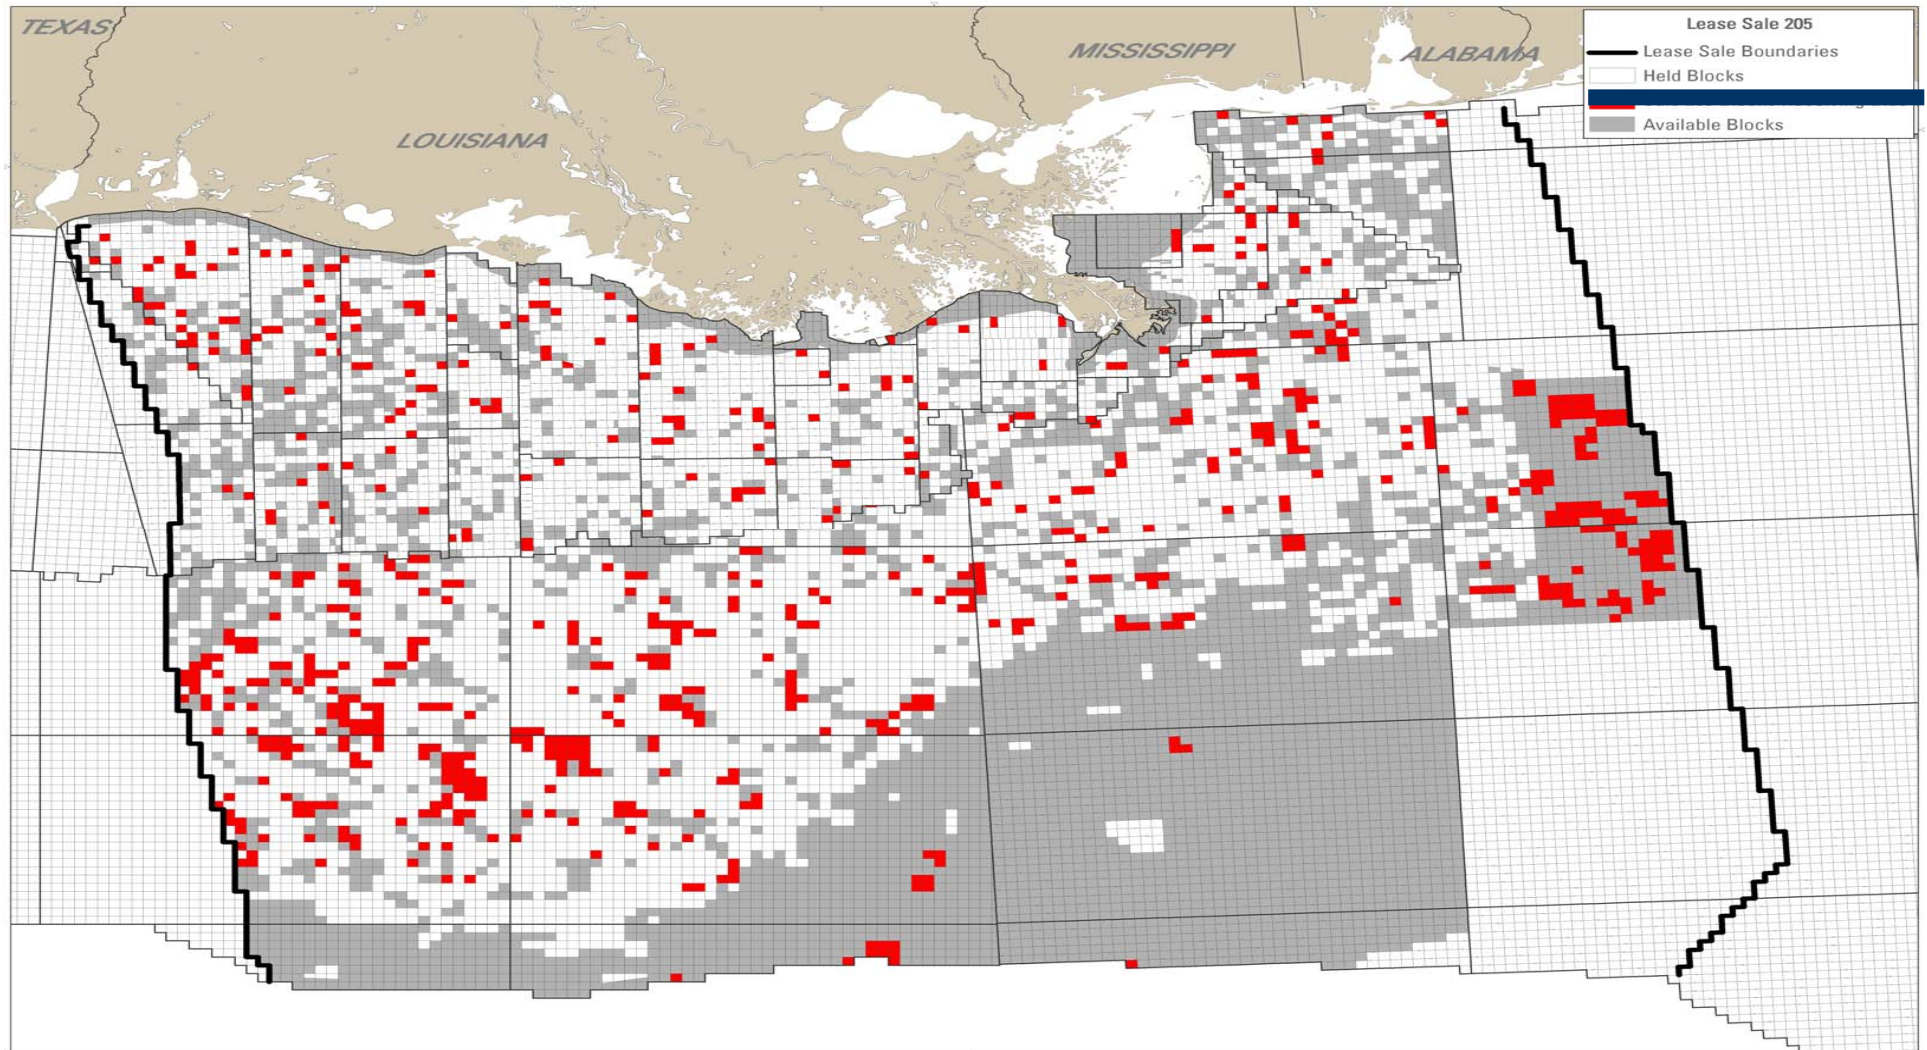 TEXAS
LOUISIANA
MISSISSIPPI
ALABAMA
Lease Sale 205
Lease Sale Boundaries
Held Blocks
Available Blocks